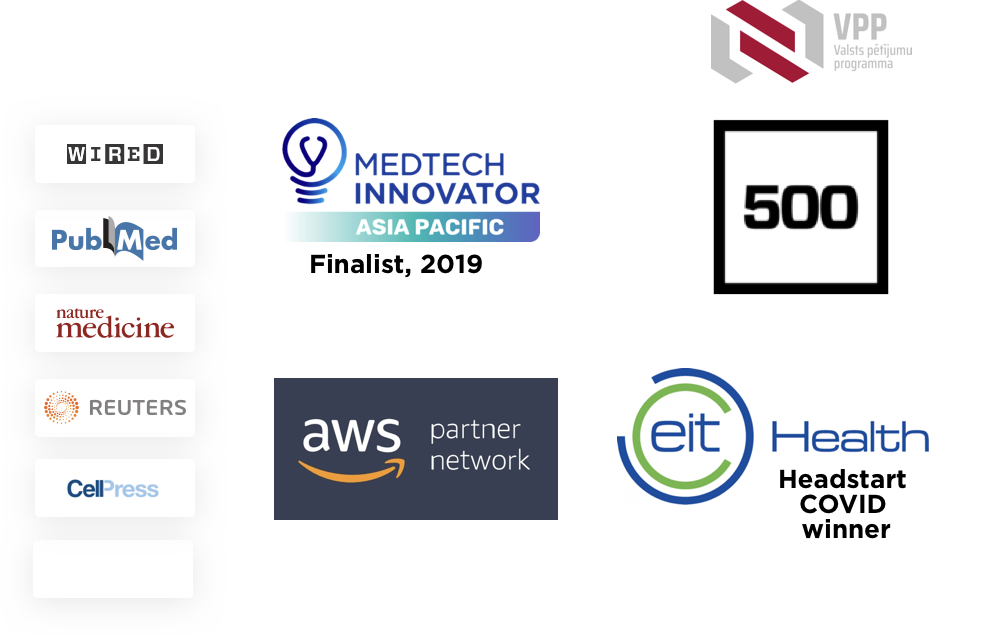 VPP
Valsts pētījumu
programma
WIRED
PubMed
nature
medicine
REUTERS
CellPress
MEDTECH
INNOVATOR
ASIA PACIFIC
Finalist, 2019
500
aws partner
network
eit Health
Headstart
COVID
winner